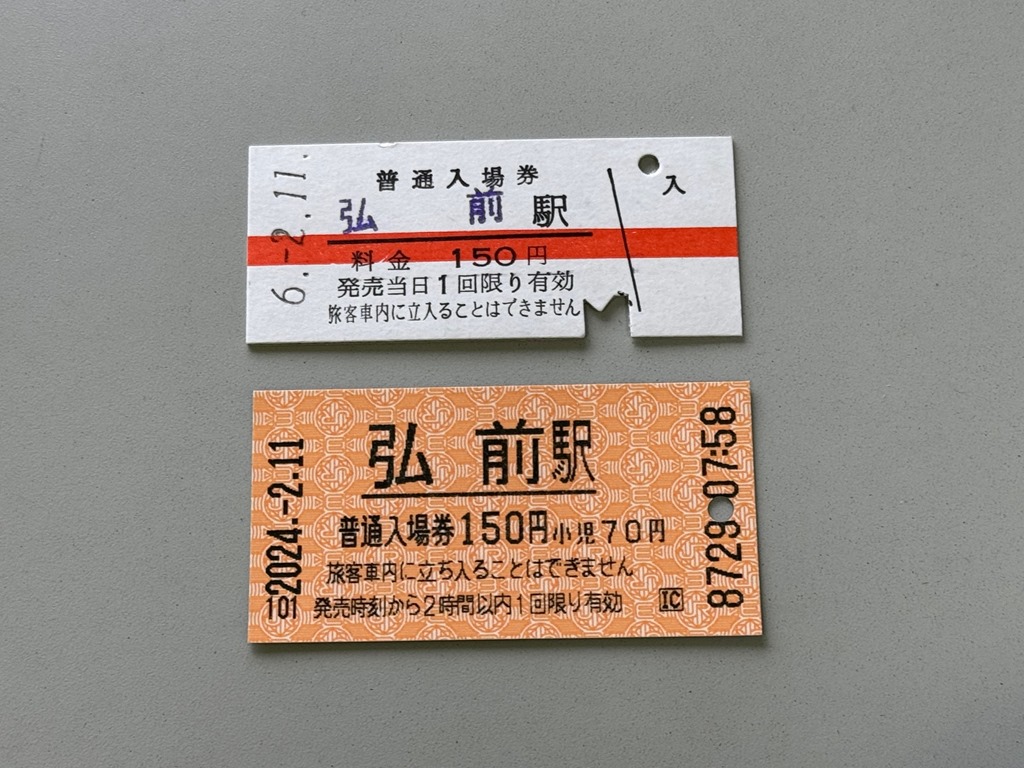 普通入場券
弘前駅
料金 150円
発売当日1回限り有効
旅客車内に立入ることはできません
6.-2.11.
入
弘前駅
普通入場券150円小児70円
旅客車内に立ち入ることはできません
発売時刻から2時間以内1回限り有効 IC
2024.-2.11
101
8729 07:58